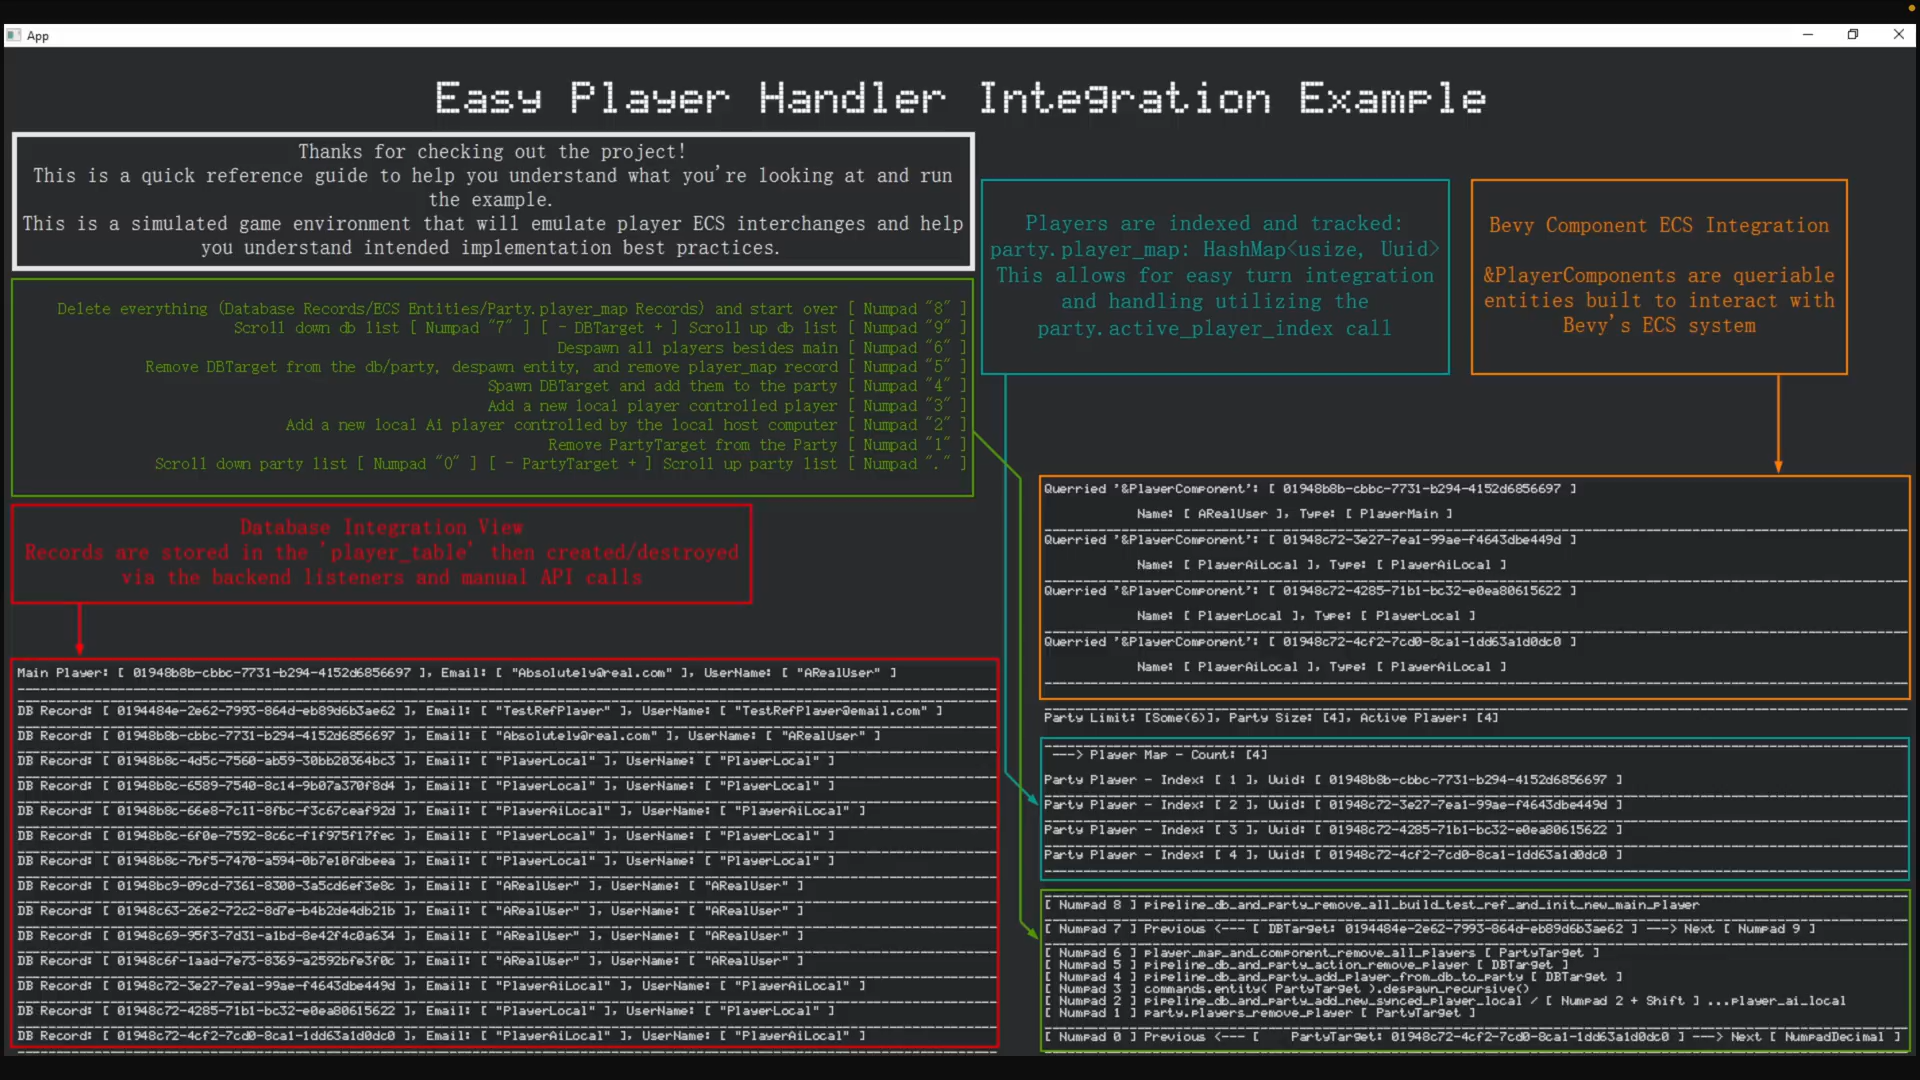 App
Easy Player Handler Integration Example
Thanks for checking out the project!
This is a quick reference guide to help you understand what you're looking at and run
the example.
This is a simulated game environment that will emulate player ECS interchanges and help
you understand intended implementation best practices.
Players are indexed and tracked:
party.player_map: HashMap<usize, Uuid>
This allows for easy turn integration
and handling utilizing the
party.active_player_index call
Bevy Component ECS Integration
&PlayerComponents are queriable
entities built to interact with
Bevy's ECS system
Delete everything (Database Records/ECS Entities/Party.player_map Records) and start over [ Numpad "8" ]
Scroll down db list [ Numpad "7" ] [ - DBTarget + ] Scroll up db list [ Numpad "9" ]
Despawn all players besides main [ Numpad "6" ]
Remove DBTarget from the db/party, despawn entity, and remove player_map record [ Numpad "5" ]
Spawn DBTarget and add them to the party [ Numpad "4" ]
Add a new local player controlled player [ Numpad "3" ]
Add a new local Ai player controlled by the local host computer [ Numpad "2" ]
Remove PartyTarget from the Party [ Numpad "1" ]
Scroll down party list [ Numpad "0" ] [ - PartyTarget + ] Scroll up party list [ Numpad "." ]
Database Integration View
Records are stored in the 'player_table' then created/destroyed
via the backend listeners and manual API calls
Main Player: [ 01948b8b-cbbc-7731-b294-4152d6856697 ], Email: [ "Absolutely@real.com" ], UserName: [ "ARealUser" ]
DB Record: [ 0194484e-2e62-7993-864d-eb89d6b3ae62 ], Email: [ "TestRefPlayer" ], UserName: [ "TestRefPlayer@email.com" ]
DB Record: [ 01948b8b-cbbc-7731-b294-4152d6856697 ], Email: [ "Absolutely@real.com" ], UserName: [ "ARealUser" ]
DB Record: [ 01948b8c-4d5c-7560-ab59-30bb20364bc3 ], Email: [ "PlayerLocal" ], UserName: [ "PlayerLocal" ]
DB Record: [ 01948b8c-6589-7540-8c14-9b07a370f8d4 ], Email: [ "PlayerLocal" ], UserName: [ "PlayerLocal" ]
DB Record: [ 01948b8c-66e8-7c11-8fbc-f3c67ceaf92d ], Email: [ "PlayerAiLocal" ], UserName: [ "PlayerAiLocal" ]
DB Record: [ 01948b8c-6f0e-7592-8c6c-f1f975f17fec ], Email: [ "PlayerLocal" ], UserName: [ "PlayerLocal" ]
DB Record: [ 01948b8c-7bf5-7470-a594-0b7e10fdbeea ], Email: [ "PlayerLocal" ], UserName: [ "PlayerLocal" ]
DB Record: [ 01948bc9-09cd-7361-8300-3a5cd6ef3e8c ], Email: [ "ARealUser" ], UserName: [ "ARealUser" ]
DB Record: [ 01948c63-26e2-72c2-8d7e-b4b2de4db21b ], Email: [ "ARealUser" ], UserName: [ "ARealUser" ]
DB Record: [ 01948c69-95f3-7d31-a1bd-8e42f4c0a634 ], Email: [ "ARealUser" ], UserName: [ "ARealUser" ]
DB Record: [ 01948c6f-1aad-7e73-8369-a2592bfe3f0c ], Email: [ "ARealUser" ], UserName: [ "ARealUser" ]
DB Record: [ 01948c72-3e27-7ea1-99ae-f4643dbe449d ], Email: [ "PlayerAiLocal" ], UserName: [ "PlayerAiLocal" ]
DB Record: [ 01948c72-4285-71b1-bc32-e0ea80615622 ], Email: [ "PlayerLocal" ], UserName: [ "PlayerLocal" ]
DB Record: [ 01948c72-4cf2-7cd0-8ca1-1dd63a1d0dc0 ], Email: [ "PlayerAiLocal" ], UserName: [ "PlayerAiLocal" ]
Querried '&PlayerComponent': [ 01948b8b-cbbc-7731-b294-4152d6856697 ]
Name: [ ARealUser ], Type: [ PlayerMain ]
Querried '&PlayerComponent': [ 01948c72-3e27-7ea1-99ae-f4643dbe449d ]
Name: [ PlayerAiLocal ], Type: [ PlayerAiLocal ]
Querried '&PlayerComponent': [ 01948c72-4285-71b1-bc32-e0ea80615622 ]
Name: [ PlayerLocal ], Type: [ PlayerLocal ]
Querried '&PlayerComponent': [ 01948c72-4cf2-7cd0-8ca1-1dd63a1d0dc0 ]
Name: [ PlayerAiLocal ], Type: [ PlayerAiLocal ]
Party Limit: [Some(6)], Party Size: [4], Active Player: [4]
---> Player Map - Count: [4]
Party Player - Index: [ 1 ], Uuid: [ 01948b8b-cbbc-7731-b294-4152d6856697 ]
Party Player - Index: [ 2 ], Uuid: [ 01948c72-3e27-7ea1-99ae-f4643dbe449d ]
Party Player - Index: [ 3 ], Uuid: [ 01948c72-4285-71b1-bc32-e0ea80615622 ]
Party Player - Index: [ 4 ], Uuid: [ 01948c72-4cf2-7cd0-8ca1-1dd63a1d0dc0 ]
[ Numpad 8 ] pipeline_db_and_party_remove_all_build_test_ref_and_init_new_main_player
[ Numpad 7 ] Previous <--- [ DBTarget: 0194484e-2e62-7993-864d-eb89d6b3ae62 ] ---> Next [ Numpad 9 ]
[ Numpad 6 ] player_map_and_component_remove_all_players [ PartyTarget ]
[ Numpad 5 ] pipeline_db_and_party_action_remove_player [ DBTarget ]
[ Numpad 4 ] pipeline_db_and_party_add_player_from_db_to_party [ DBTarget ]
[ Numpad 3 ] commands.entity( PartyTarget ).despawn_recursive()
[ Numpad 2 ] pipeline_db_and_party_add_new_synced_player_local / [ Numpad 2 + Shift ] ...player_ai_local
[ Numpad 1 ] party.players_remove_player [ PartyTarget ]
[ Numpad 0 ] Previous <--- [ PartyTarget: 01948c72-4cf2-7cd0-8ca1-1dd63a1d0dc0 ] ---> Next [ NumpadDecimal ]